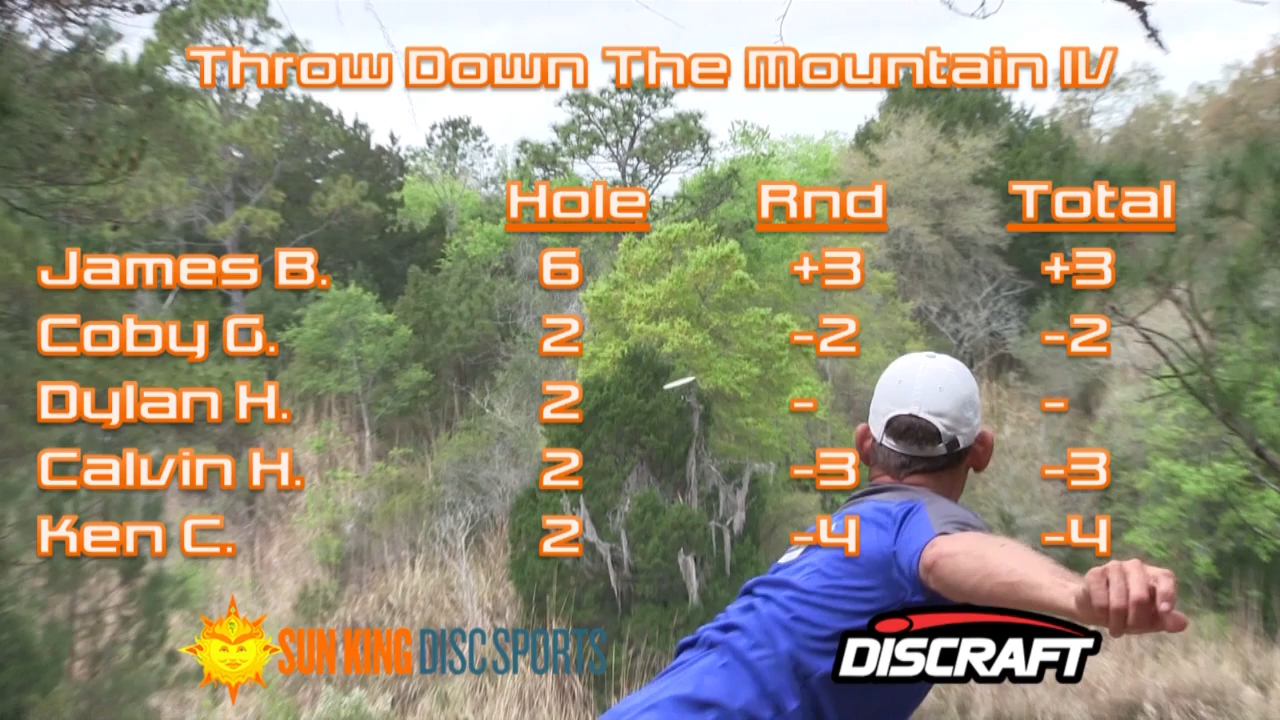 Throw Down The Mountain IV
Hole Rnd Total
James B. 6 +3 +3
Coby G. 2 -2 -2
Dylan H. 2 - -
Calvin H. 2 -3 -3
Ken C. 2 -4 -4
SUN KING DISC SPORTS
DISCRAFT